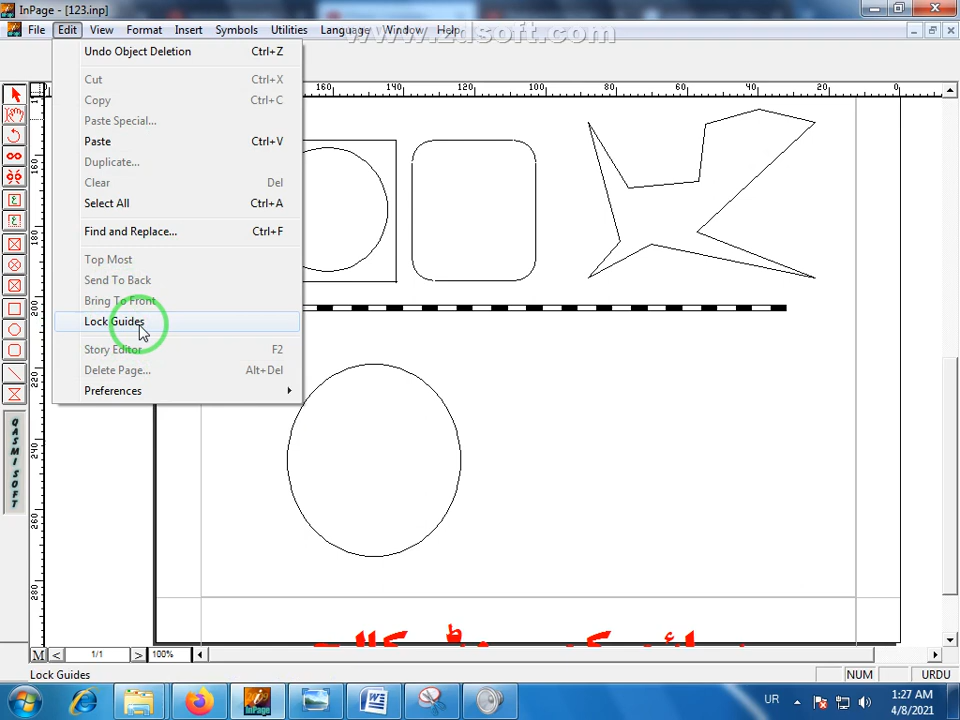 InPage - [123.inp]
File Edit View Format Insert Symbols Utilities Language Window Help
www.zdsoft.com
Undo Object Deletion Ctrl+Z
Cut Ctrl+X
Copy Ctrl+C
Paste Special...
Paste Ctrl+V
Duplicate...
Clear Del
Select All Ctrl+A
Find and Replace... Ctrl+F
Top Most
Send To Back
Bring To Front
Lock Guides
Story Editor F2
Delete Page... Alt+Del
Preferences
160 140 120 100 80 60 40 20 0
160
180
200
220
240
260
280
QASMI SOFT
M < 1/1 > 100%
Lock Guides NUM URDU
UR 1:27 AM
4/8/2021